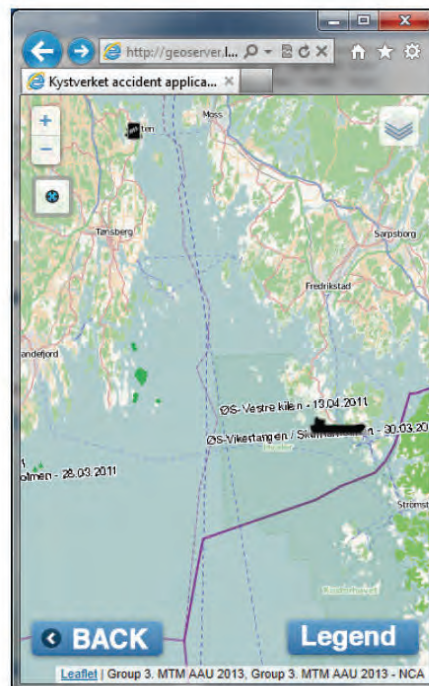 http://geoserver.l...
Kystverket accident applica...
Moss
ten
Tønsberg
Sarpsborg
Fredrikstad
andefjord
ØS-Vestre kilen - 13.04.2011
ØS-Vikertangen /
- 30.03.20
olmen - 28.03.2011
Strömst
Kosterhavet
BACK
Legend
Leaflet | Group 3. MTM AAU 2013, Group 3. MTM AAU 2013 - NCA